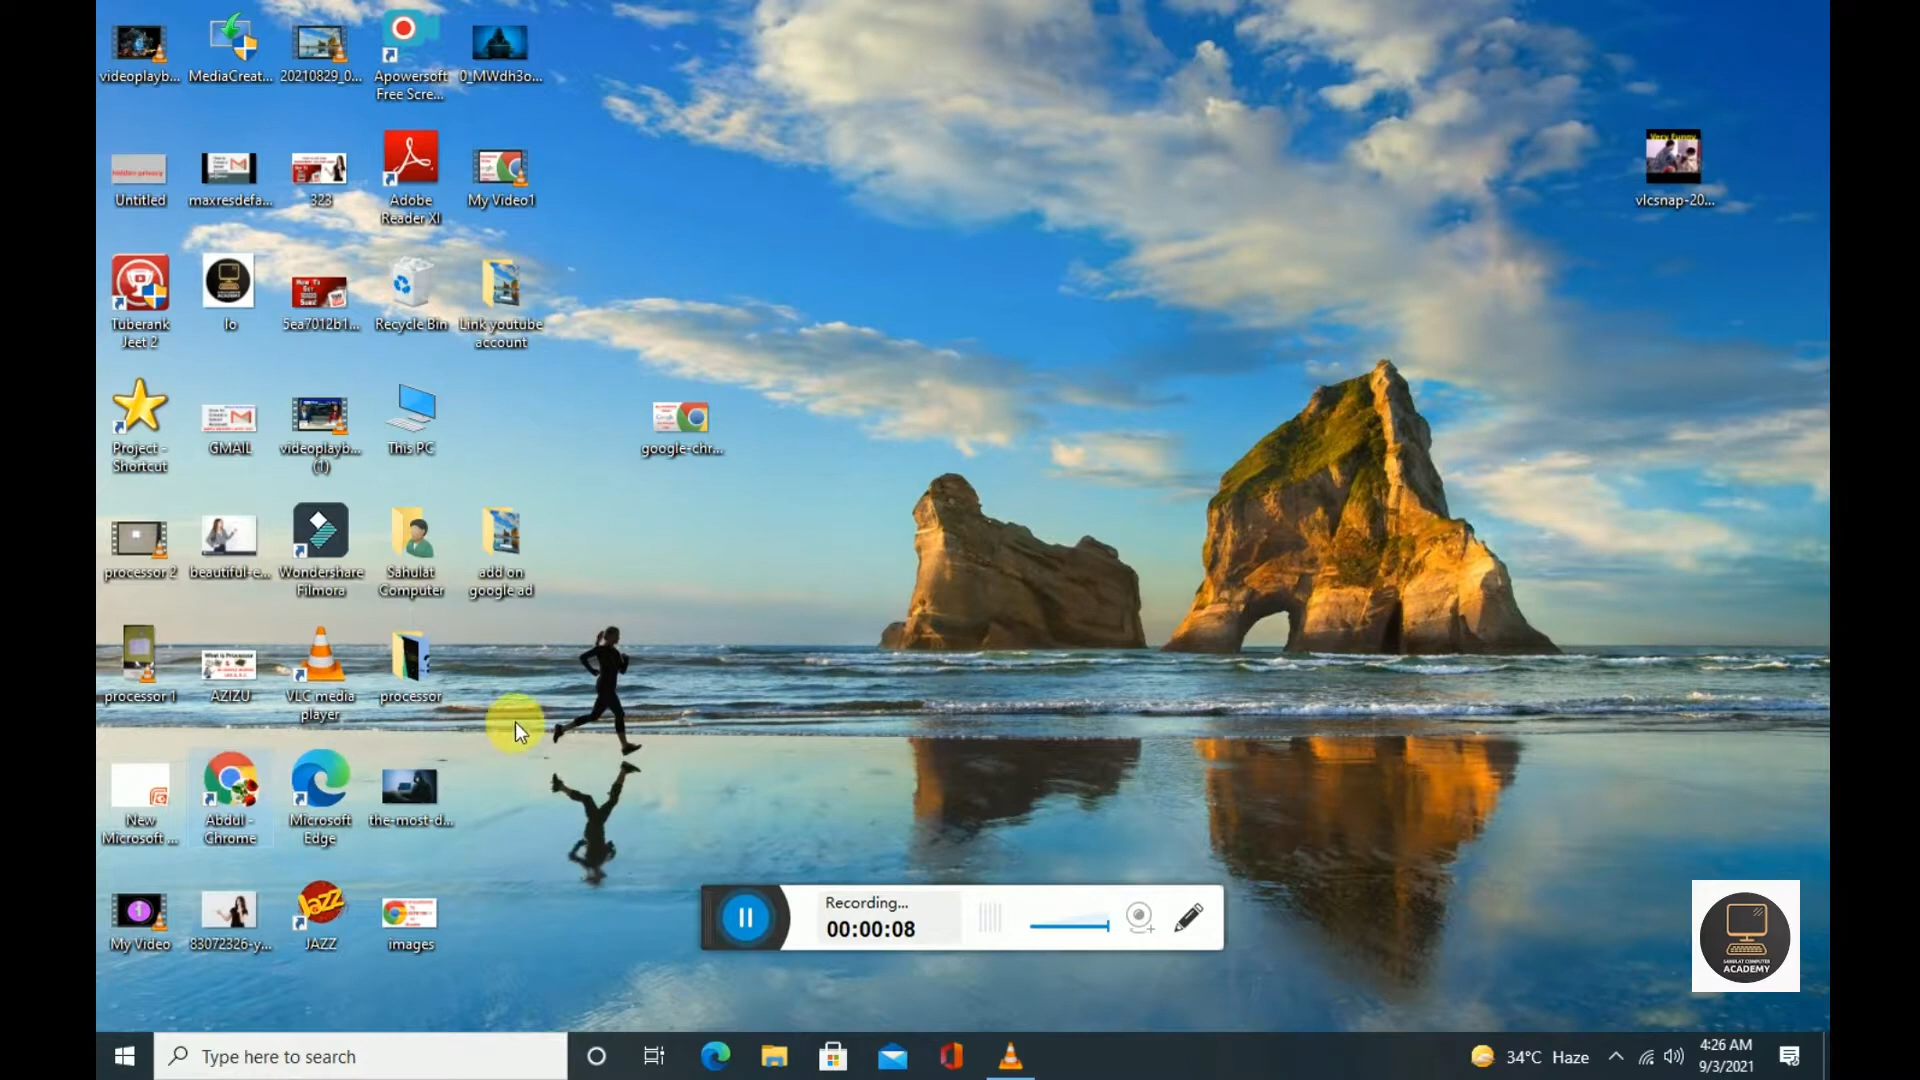 videoplayb...
MediaCreat...
20210829_0...
Apowersoft
Free Scre...
0_MWdh3o...
Untitled
maxresdefa...
323
Adobe
Reader XI
My Video1
Very Funny
vlcsnap-20...
Tuberank
Jeet 2
lo
5ea7012b1...
Recycle Bin
Link youtube
account
Project -
Shortcut
GMAIL
videoplayb...
(1)
This PC
google-chr...
processor 2
beautiful-e...
Wondershare
Filmora
Sahulat
Computer
add on
google ad
processor 1
AZIZU
VLC media
player
processor
New
Microsoft ...
Abdul -
Chrome
Microsoft
Edge
the-most-d...
My Video
83072326-y...
JAZZ
images
Recording...
00:00:08
SAHULAT COMPUTER
ACADEMY
Type here to search
34°C Haze
4:26 AM
9/3/2021